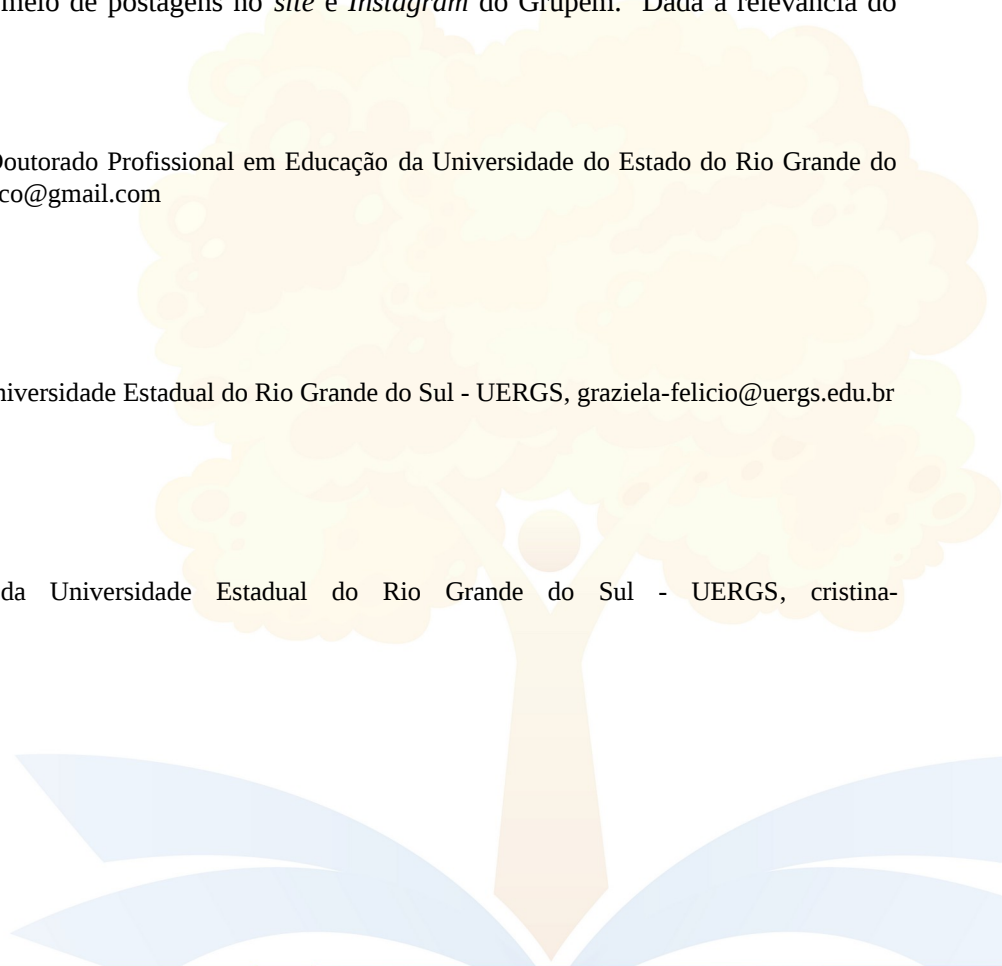 meio de postagens no site e Instagram do Grupem. Dada a relevância do
Doutorado Profissional em Educação da Universidade do Estado do Rio Grande do
co@gmail.com
niversidade Estadual do Rio Grande do Sul - UERGS, graziela-felicio@uergs.edu.br
da Universidade Estadual do Rio Grande do Sul - UERGS, cristina-